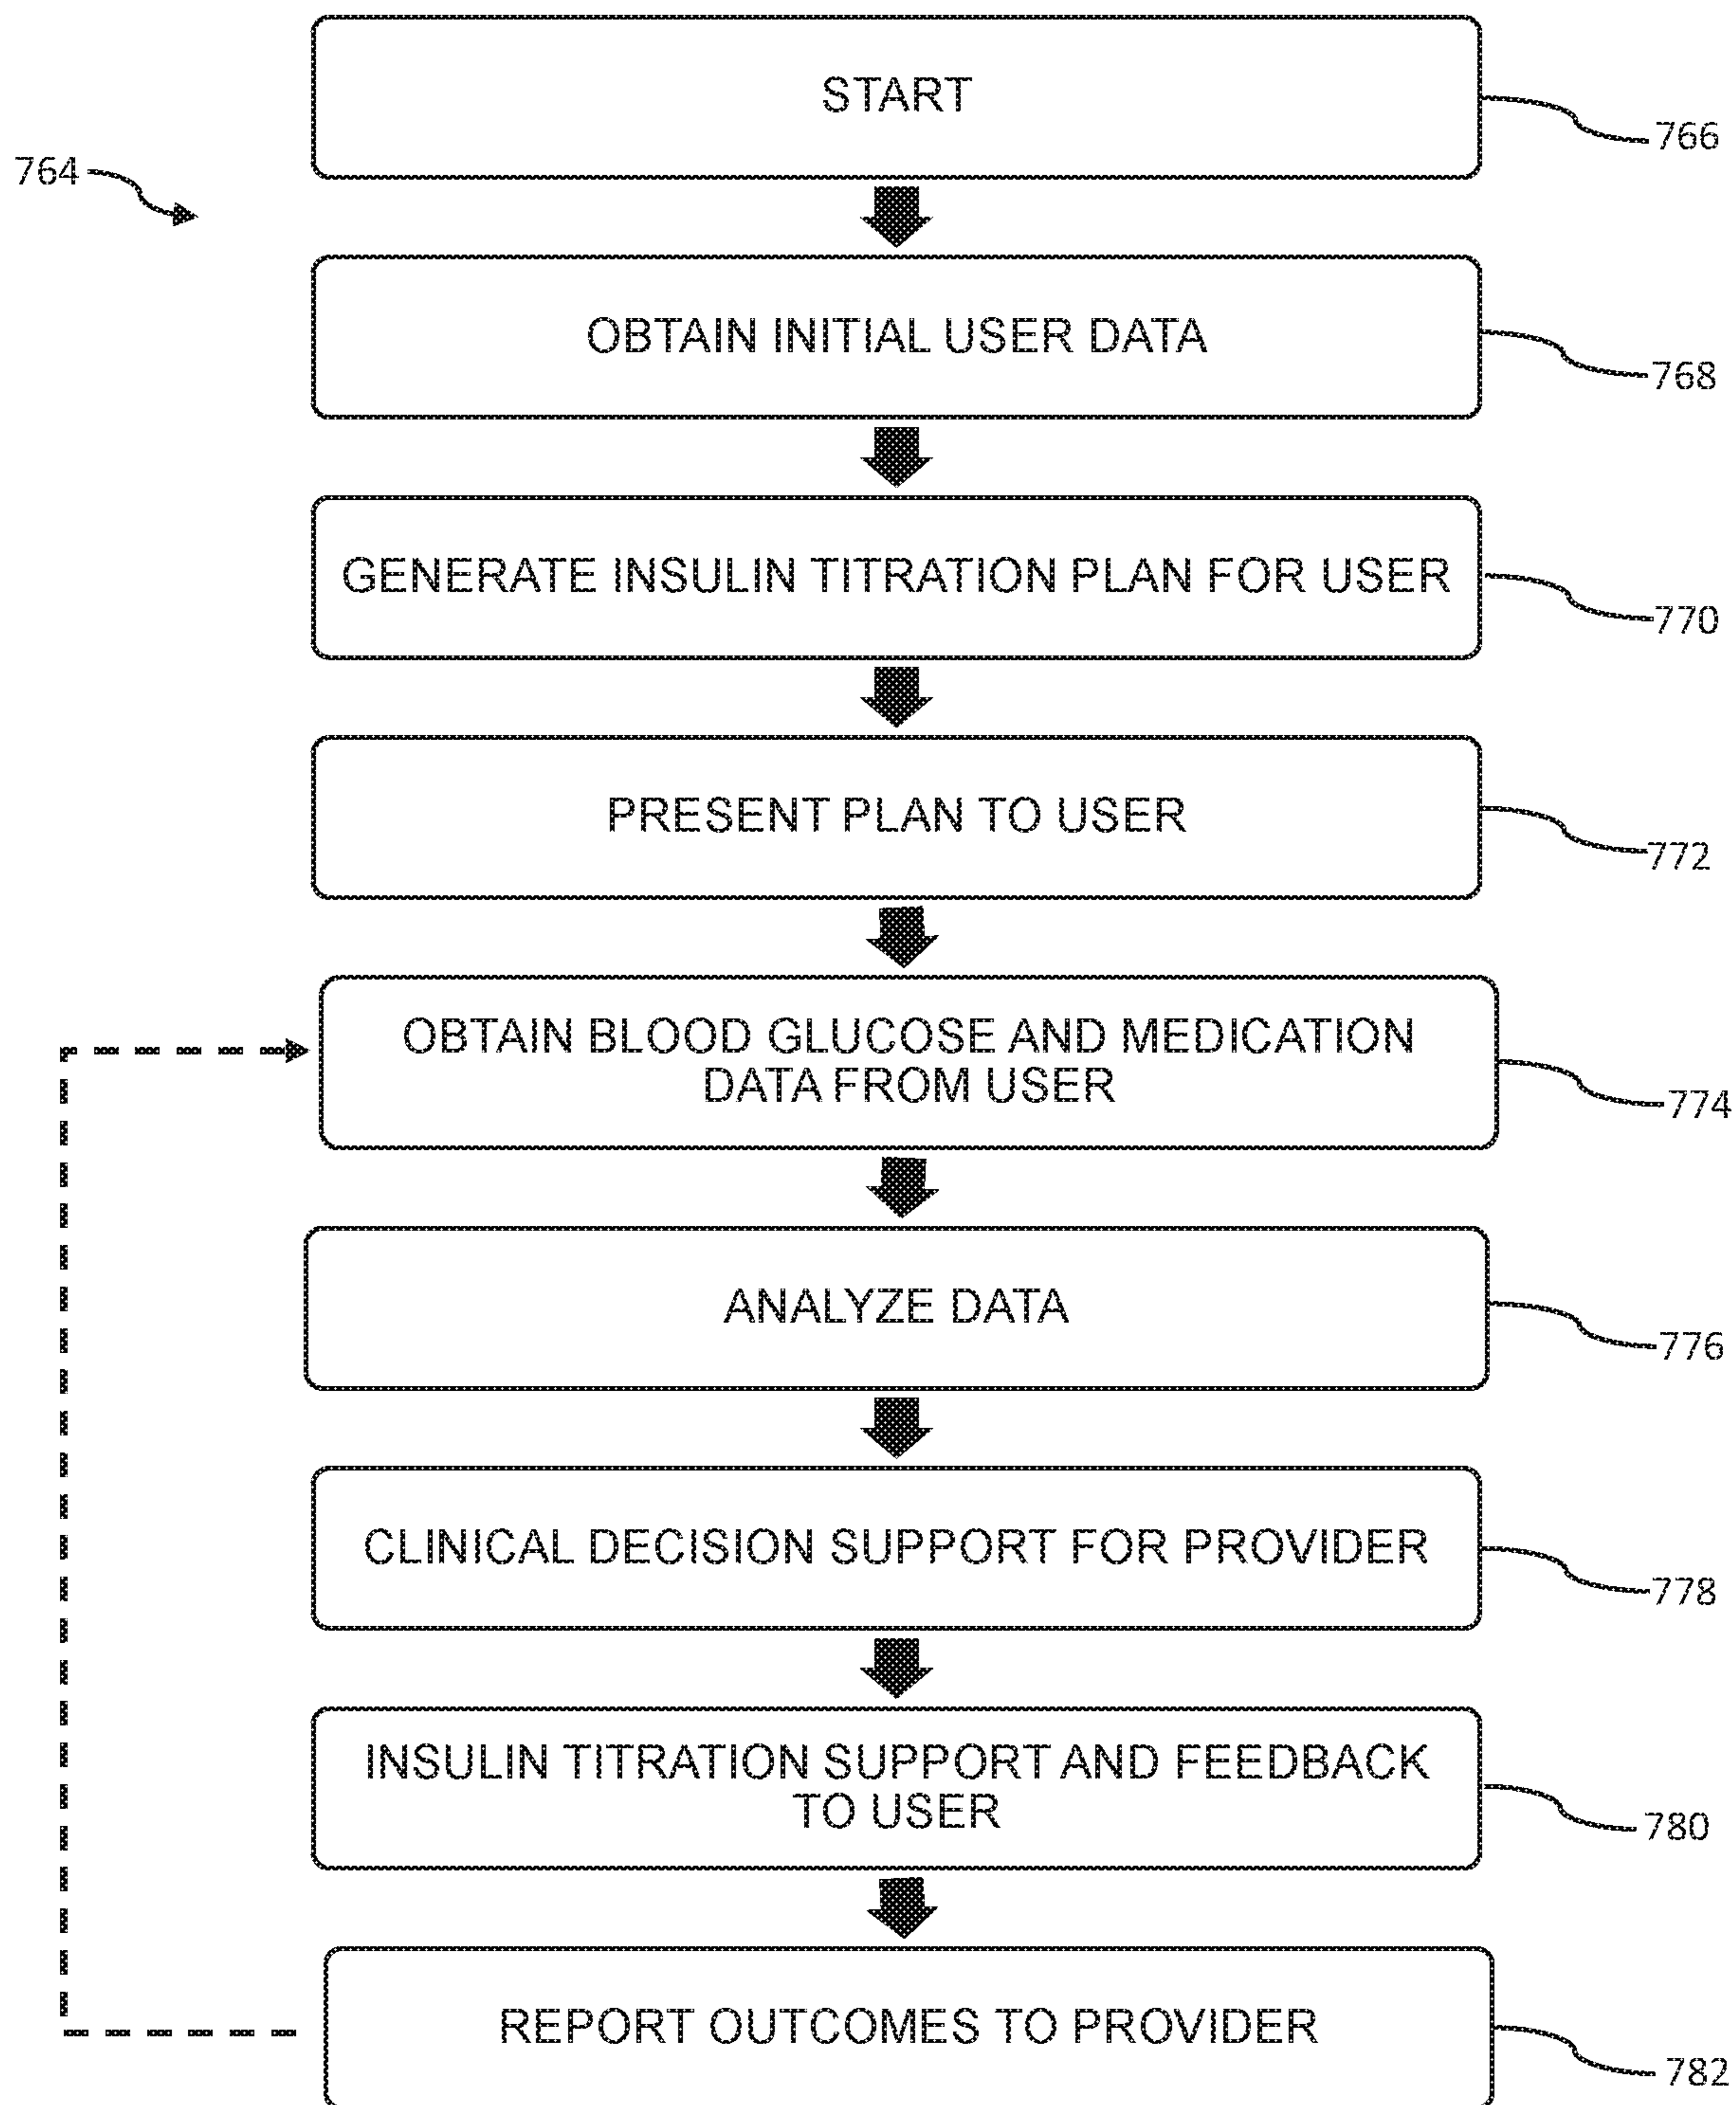 START
766
764
OBTAIN INITIAL USER DATA
768
GENERATE INSULIN TITRATION PLAN FOR USER
770
PRESENT PLAN TO USER
772
OBTAIN BLOOD GLUCOSE AND MEDICATION
DATA FROM USER
774
ANALYZE DATA
776
CLINICAL DECISION SUPPORT FOR PROVIDER
778
INSULIN TITRATION SUPPORT AND FEEDBACK
TO USER
780
REPORT OUTCOMES TO PROVIDER
782